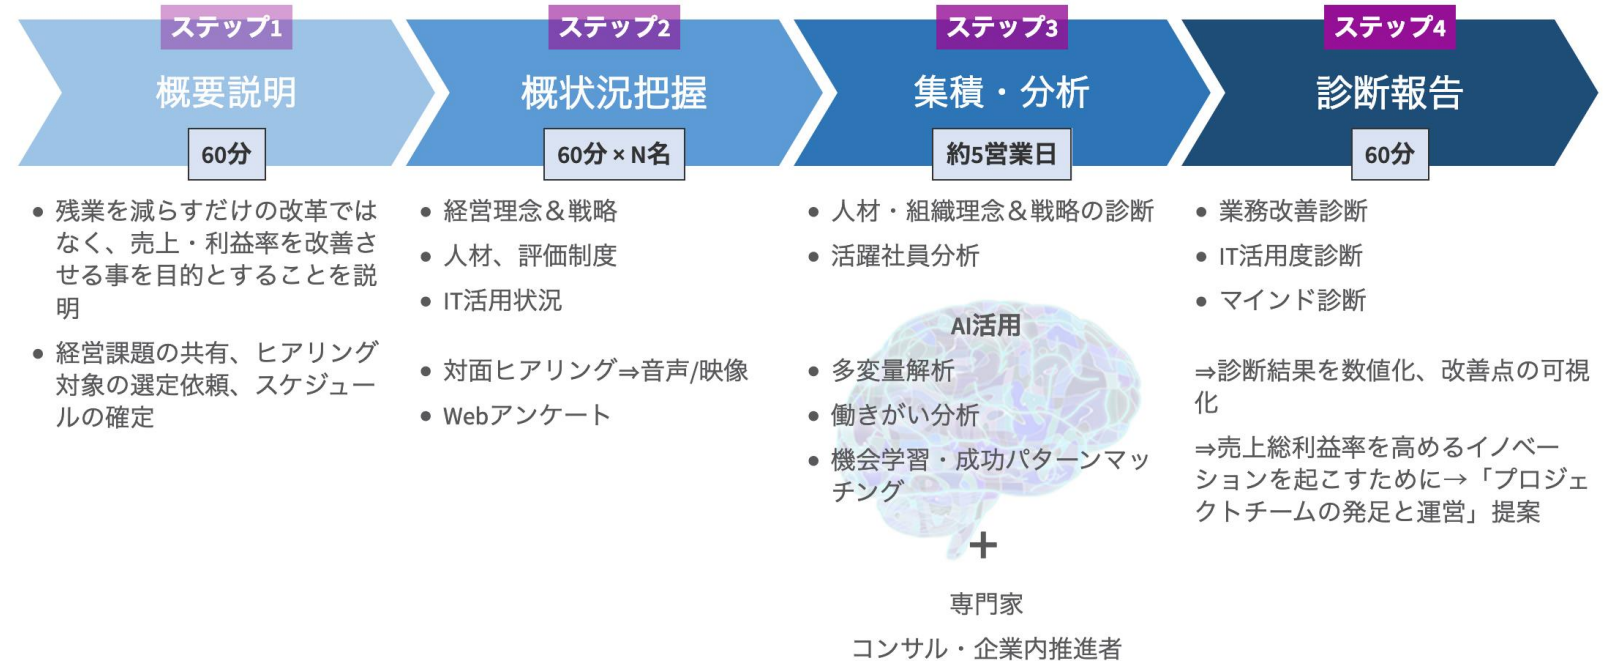 ステップ1
概要説明
60分
● 残業を減らすだけの改革では
なく、売上・利益率を改善さ
せる事を目的とすることを説
明
● 経営課題の共有、ヒアリング
対象の選定依頼、スケジュー
ルの確定
ステップ2
概状況把握
60分 × N名
● 経営理念＆戦略
● 人材、評価制度
● IT活用状況
● 対面ヒアリング⇒音声/映像
● Webアンケート
ステップ3
集積・分析
約5営業日
● 人材・組織理念＆戦略の診断
● 活躍社員分析
AI活用
● 多変量解析
● 働きがい分析
● 機会学習・成功パターンマッ
チング
+
専門家
コンサル・企業内推進者
ステップ4
診断報告
60分
● 業務改善診断
● IT活用度診断
● マインド診断
⇒診断結果を数値化、改善点の可視
化
⇒売上総利益率を高めるイノベー
ションを起こすために→「プロジェ
クトチームの発足と運営」提案